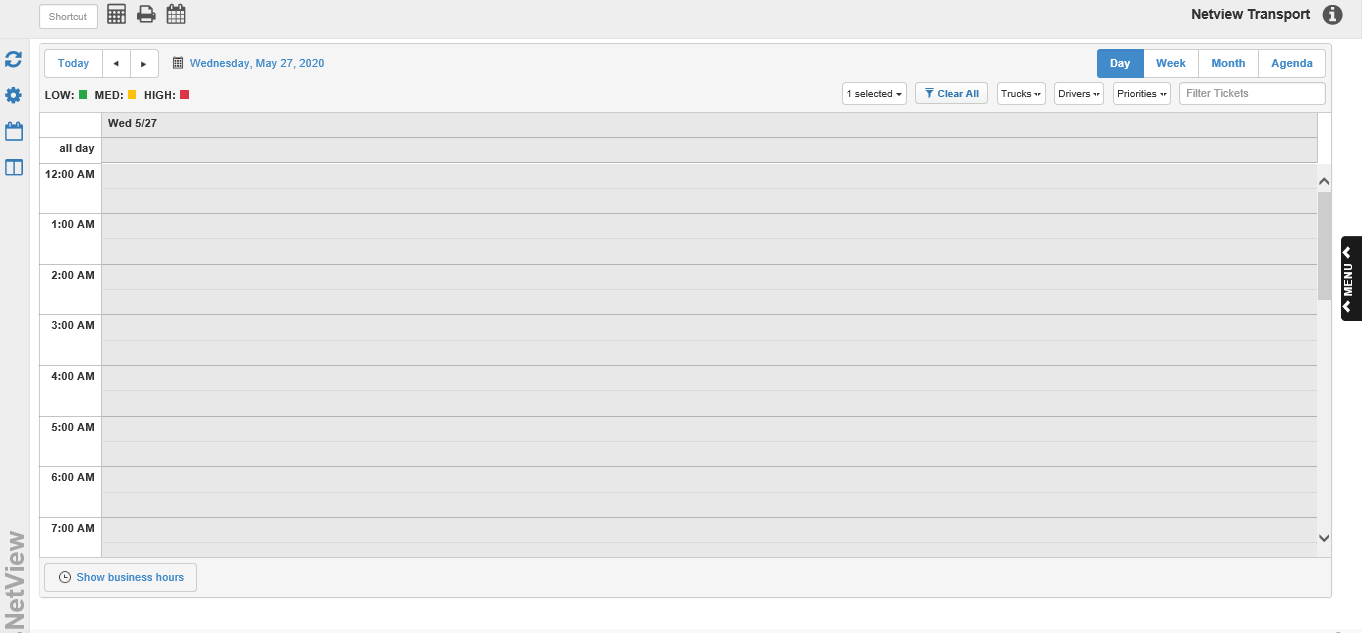 Shortcut
Netview Transport
Today
Wednesday, May 27, 2020
Day Week Month Agenda
LOW: MED: HIGH:
1 selected Clear All Trucks Drivers Priorities Filter Tickets
Wed 5/27
all day
12:00 AM
1:00 AM
2:00 AM
3:00 AM
4:00 AM
5:00 AM
6:00 AM
7:00 AM
Show business hours
MENU
NetView